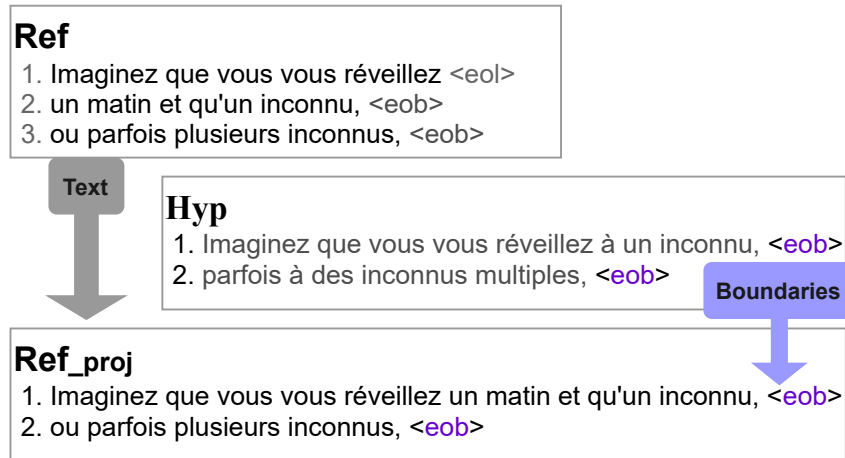 Ref
1. Imaginez que vous vous réveillez <eol>
2. un matin et qu'un inconnu, <eob>
3. ou parfois plusieurs inconnus, <eob>
Text
Hyp
1. Imaginez que vous vous réveillez à un inconnu, <eob>
2. parfois à des inconnus multiples, <eob>
Boundaries
Ref_proj
1. Imaginez que vous vous réveillez un matin et qu'un inconnu, <eob>
2. ou parfois plusieurs inconnus, <eob>